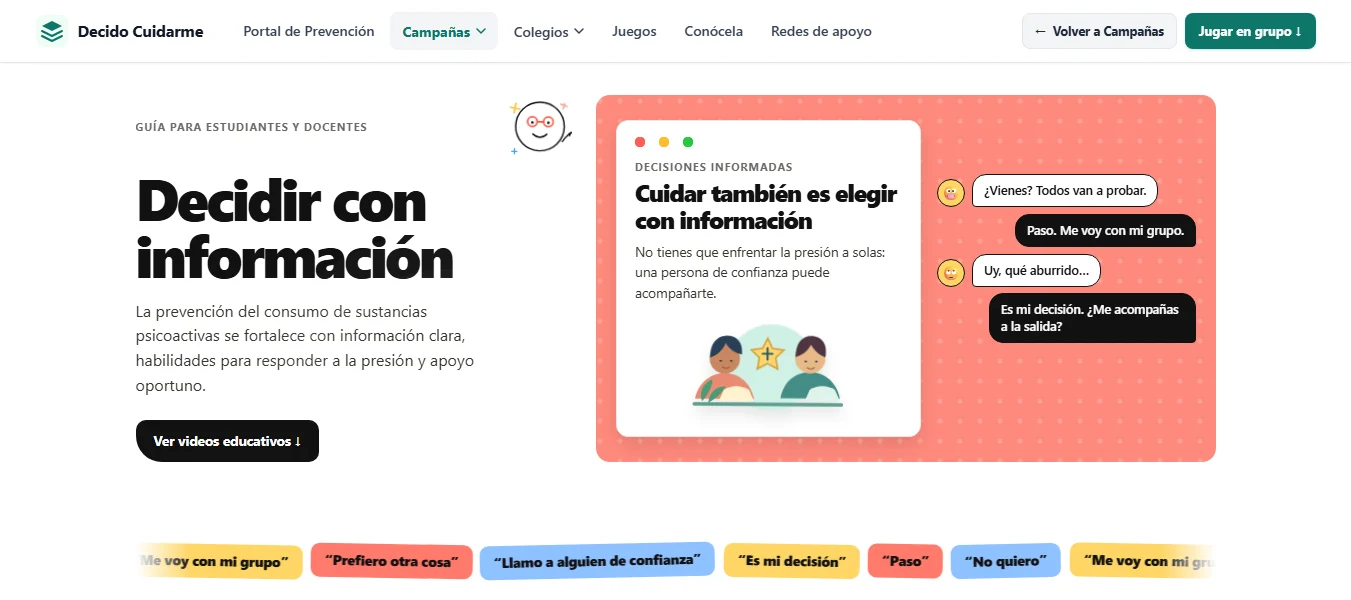 Decido Cuidarme
Portal de Prevención
Campañas
Colegios
Juegos
Conócela
Redes de apoyo
← Volver a Campañas
Jugar en grupo ↓
GUÍA PARA ESTUDIANTES Y DOCENTES
Decidir con
información
La prevención del consumo de sustancias
psicoactivas se fortalece con información clara,
habilidades para responder a la presión y apoyo
oportuno.
Ver videos educativos ↓
DECISIONES INFORMADAS
Cuidar también es elegir
con información
No tienes que enfrentar la presión a solas:
una persona de confianza puede
acompañarte.
¿Vienes? Todos van a probar.
Paso. Me voy con mi grupo.
Uy, qué aburrido…
Es mi decisión. ¿Me acompañas
a la salida?
Me voy con mi grupo”
“Prefiero otra cosa”
“Llamo a alguien de confianza”
“Es mi decisión”
“Paso”
“No quiero”
“Me voy con mi gru